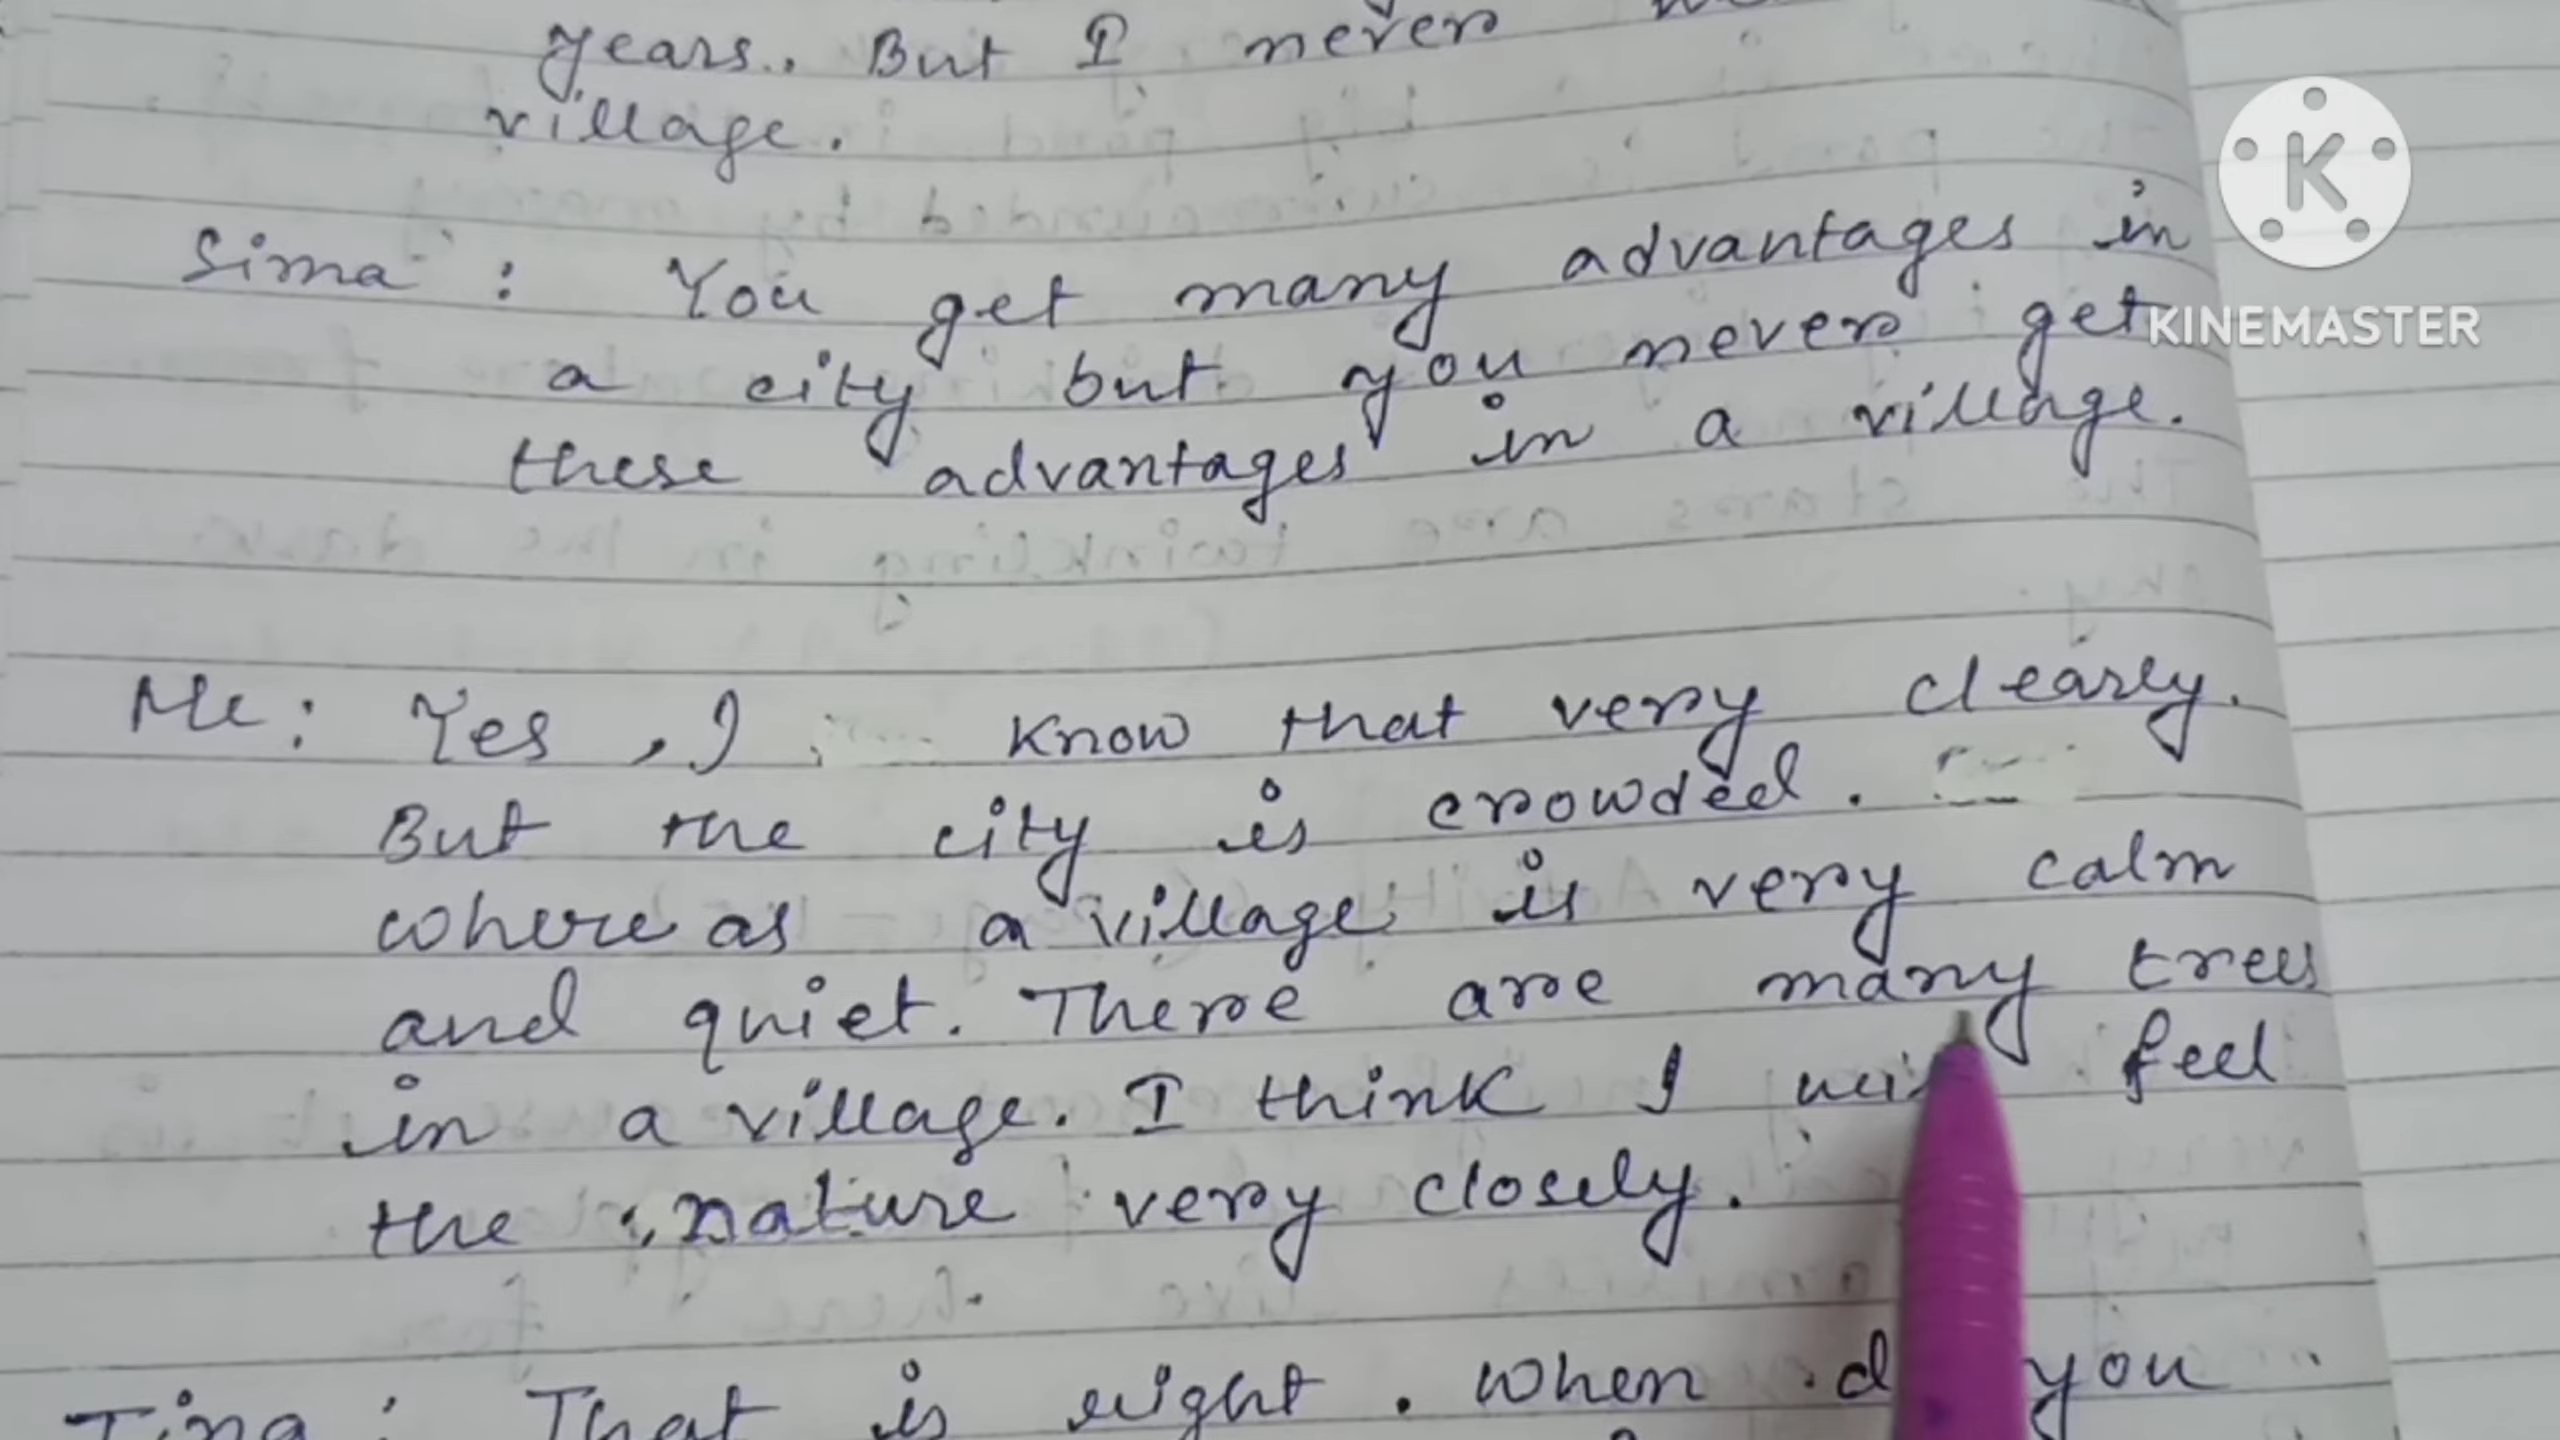 years. But I never
village.
Sima : You get many advantages in
a city but you never get
these advantages in a village.
Me : Yes, I know that very clearly.
But the city is crowded.
where as a village is very calm
and quiet. There are many trees
in a village. I think I will feel
the nature very closely.
Tina : That is right. When you
K
KINEMASTER